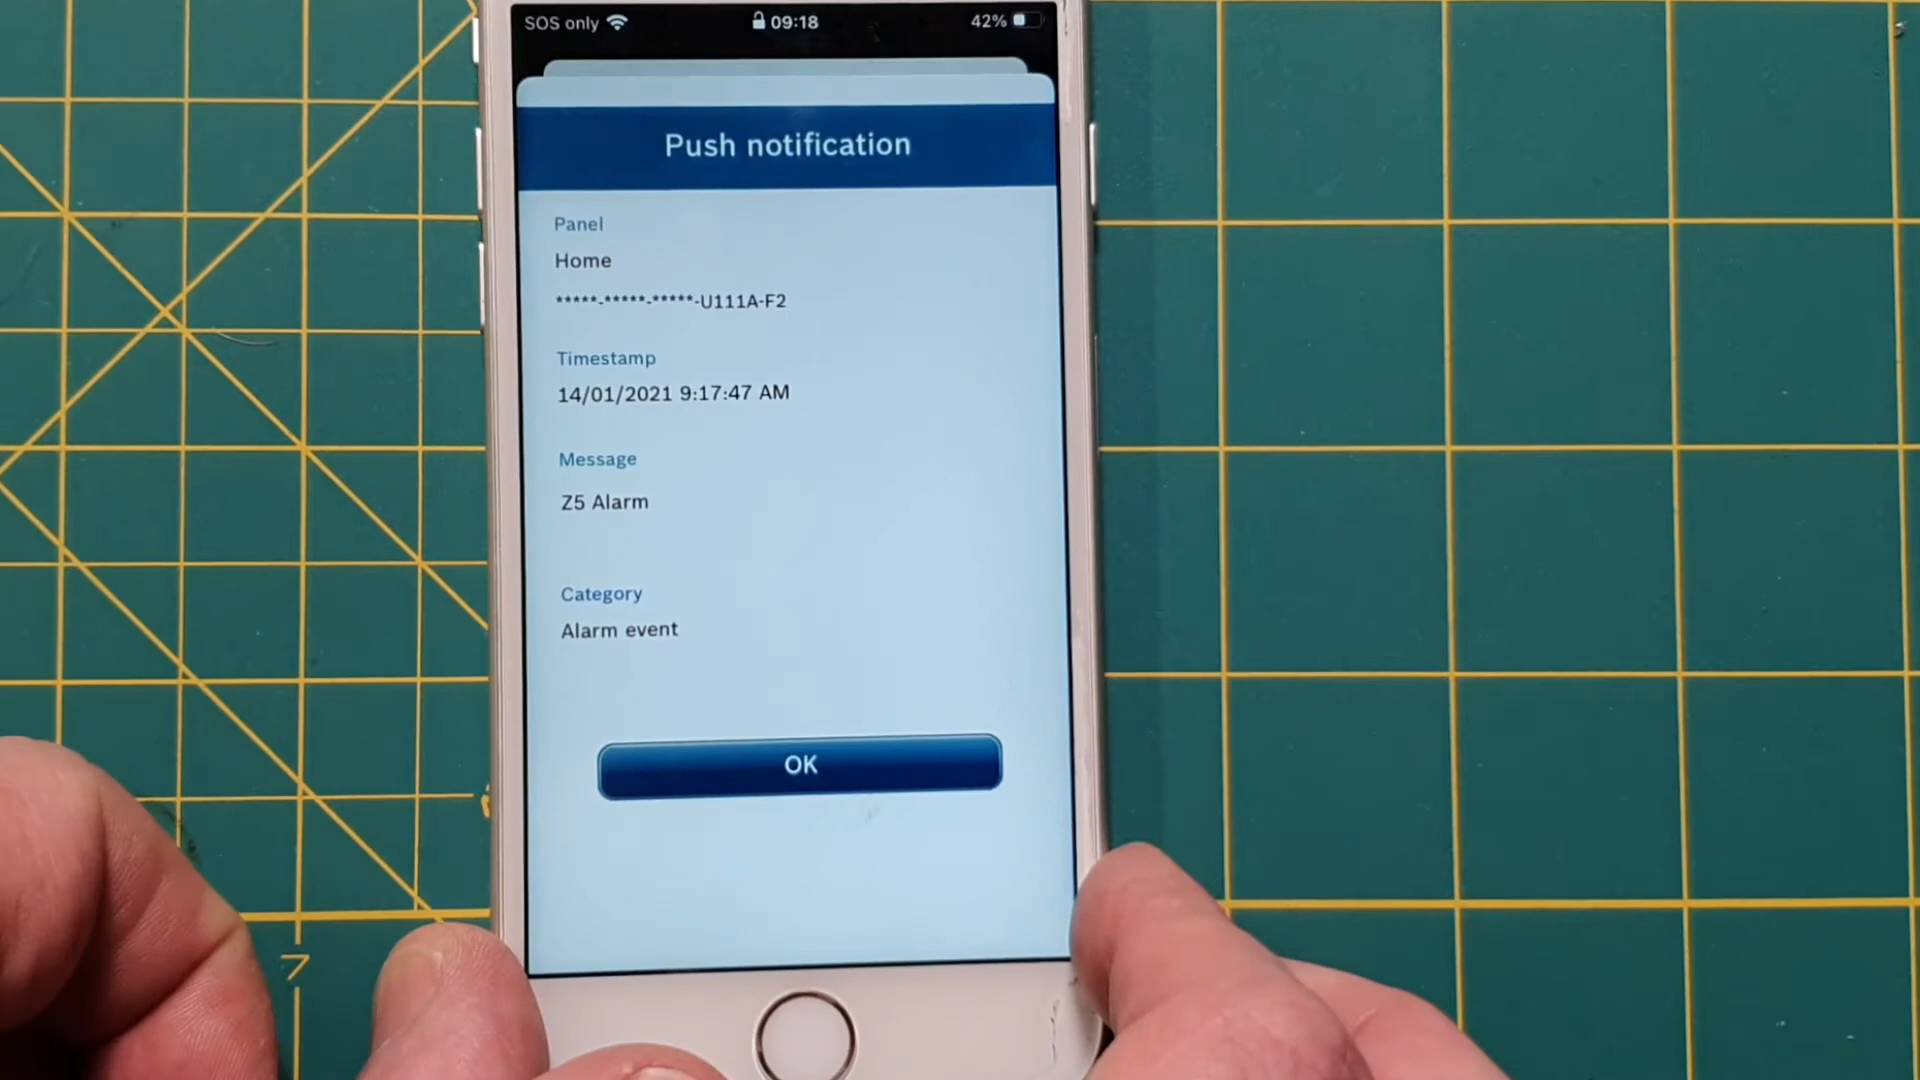 SOS only 09:18 42%
Push notification
Panel
Home
*****-*****-*****-U111A-F2
Timestamp
14/01/2021 9:17:47 AM
Message
Z5 Alarm
Category
Alarm event
OK
7